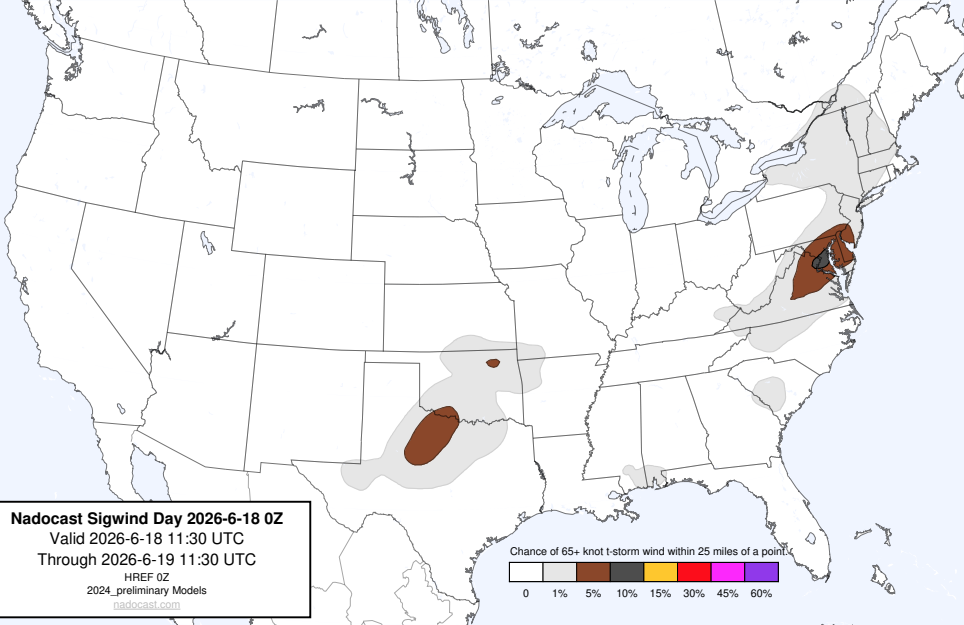 Nadocast Sigwind Day 2026-6-18 0Z
Valid 2026-6-18 11:30 UTC
Through 2026-6-19 11:30 UTC
HREF 0Z
2024_preliminary Models
nadocast.com
Chance of 65+ knot t-storm wind within 25 miles of a point.
0 1% 5% 10% 15% 30% 45% 60%